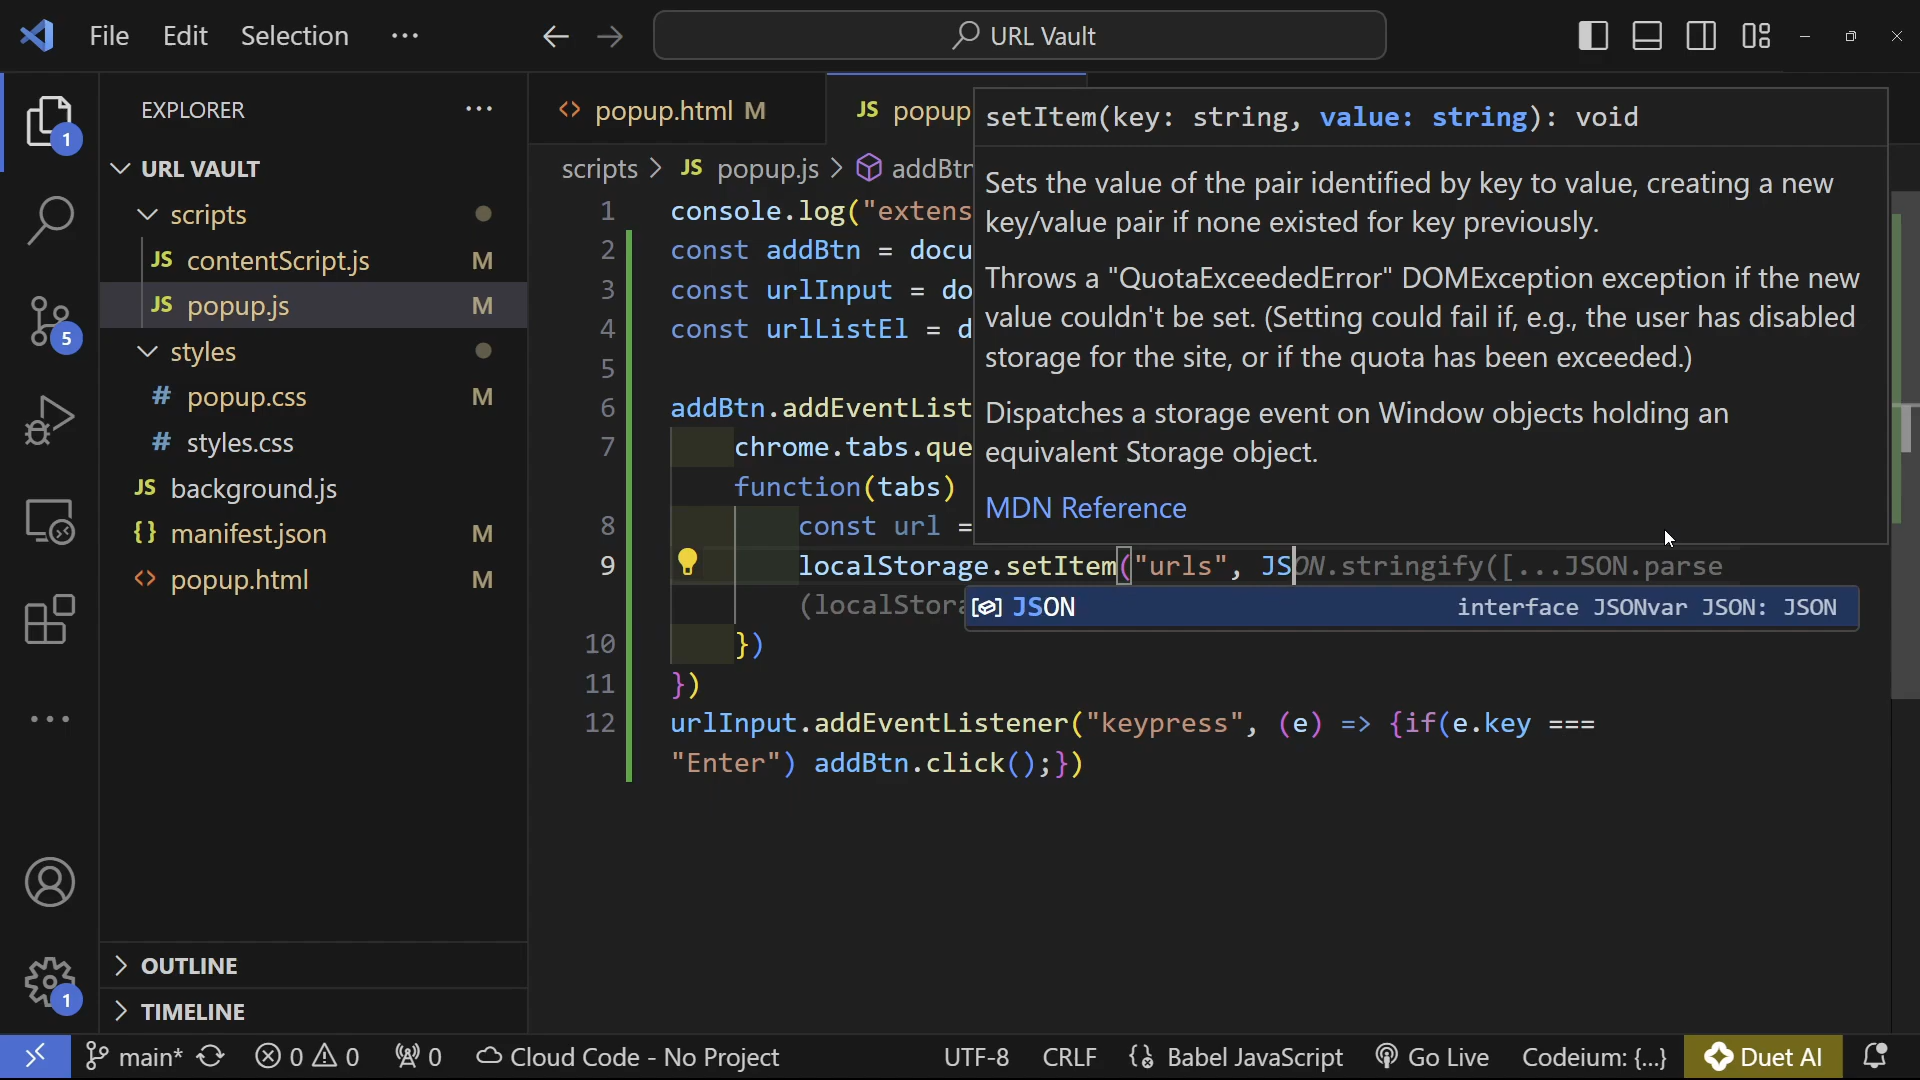 File Edit Selection ···
URL Vault
EXPLORER ···
URL VAULT
scripts
JS contentScript.js M
JS popup.js M
styles
# popup.css M
# styles.css
JS background.js
{} manifest.json M
<> popup.html M
OUTLINE
TIMELINE
1
5
1
<> popup.html M
JS popup
scripts > JS popup.js > addBtn
1 console.log("extens
2 const addBtn = docu
3 const urlInput = do
4 const urlListEl = d
5
6 addBtn.addEventList
7 chrome.tabs.que
function(tabs)
8 const url =
9 localStorage.setItem("urls", JSON.stringify([...JSON.parse
(localStora
10 })
11 })
12 urlInput.addEventListener("keypress", (e) => {if(e.key ===
"Enter") addBtn.click();})
setItem(key: string, value: string): void
Sets the value of the pair identified by key to value, creating a new
key/value pair if none existed for key previously.
Throws a "QuotaExceededError" DOMException exception if the new
value couldn't be set. (Setting could fail if, e.g., the user has disabled
storage for the site, or if the quota has been exceeded.)
Dispatches a storage event on Window objects holding an
equivalent Storage object.
MDN Reference
JSON interface JSONvar JSON: JSON
main* 0 0 0 Cloud Code - No Project UTF-8 CRLF Babel JavaScript Go Live Codeium: {...} Duet AI